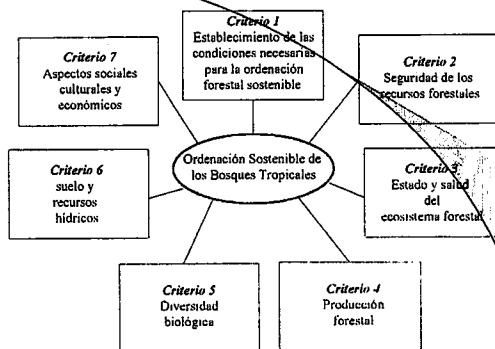 Criterio 1
Establecimiento de las
condiciones necesarias
para la ordenación
forestal sostenible
Criterio 2
Seguridad de los
recursos forestales
Criterio 3
Estado y salud
del
ecosistema forestal
Criterio 4
Producción
forestal
Criterio 5
Diversidad
biológica
Criterio 6
suelo y
recursos
hídricos
Criterio 7
Aspectos sociales
culturales y
económicos
Ordenación Sostenible de
los Bosques Tropicales